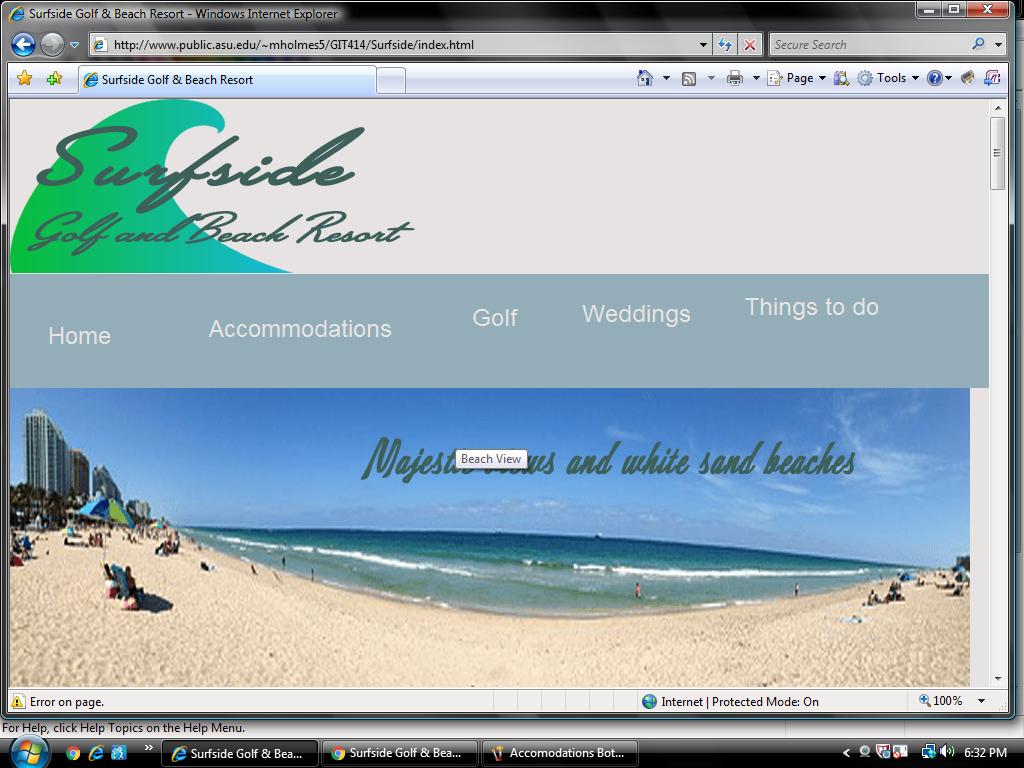 Surfside Golf & Beach Resort - Windows Internet Explorer
http://www.public.asu.edu/~mholmes5/GIT414/Surfside/index.html
Secure Search
Surfside Golf & Beach Resort
Page
Tools
Surfside
Golf and Beach Resort
Home
Accommodations
Golf
Weddings
Things to do
Majestic views and white sand beaches
Beach View
Error on page.
Internet | Protected Mode: On
100%
For Help, click Help Topics on the Help Menu.
Surfside Golf & Bea...
Surfside Golf & Bea...
Accomodations Bot...
6:32 PM